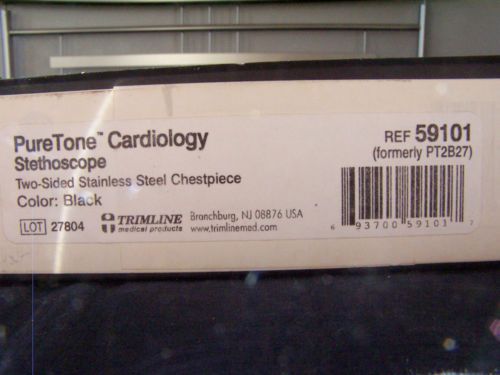 PureTone™ Cardiology
Stethoscope
Two-Sided Stainless Steel Chestpiece
Color: Black
LOT 27804
TRIMLINE
medical products
Branchburg, NJ 08876 USA
www.trimlinemed.com
REF 59101
(formerly PT2B27)
6 93700 59101 7